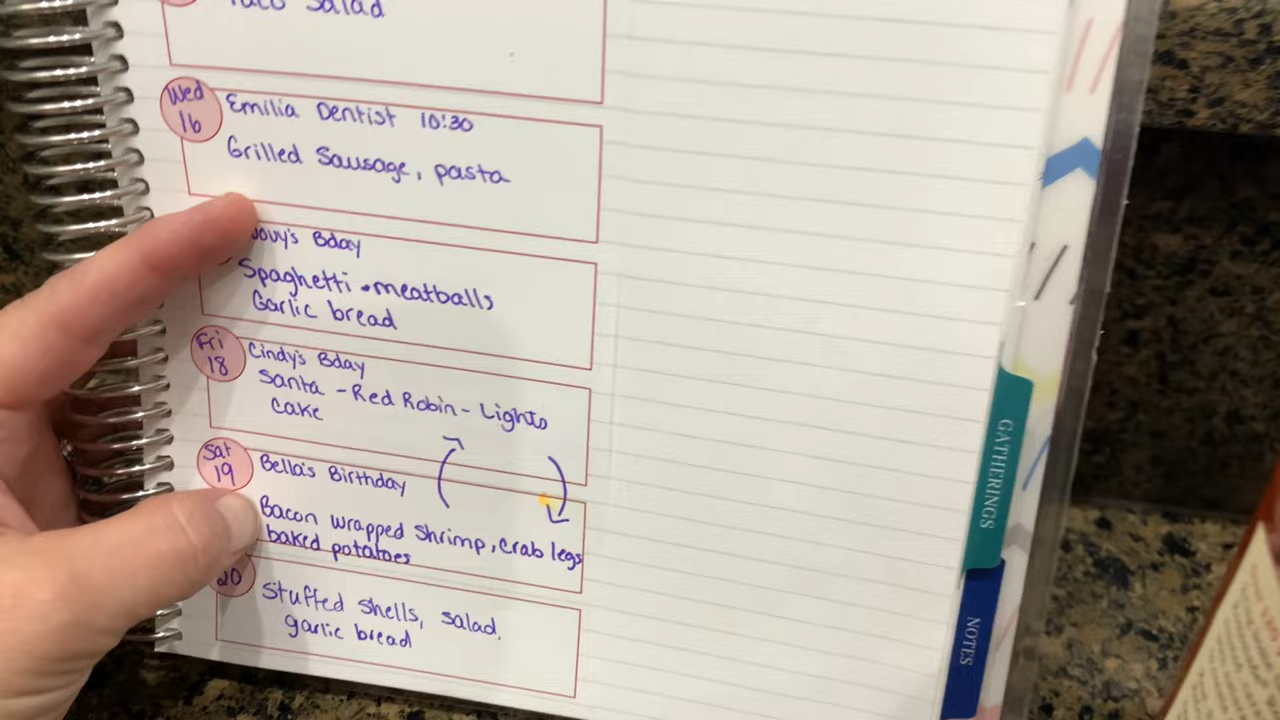 Taco Salad
Wed
16
Emilia Dentist 10:30
Grilled Sausage, pasta
Jovy's Bday
Spaghetti • meatballs
Garlic bread
Fri
18
Cindy's Bday
Santa - Red Robin - Lights
Cake
Sat
19
Bella's Birthday
Bacon wrapped Shrimp, Crab legs
baked potatoes
20
Stuffed Shells, salad,
garlic bread
GATHERINGS
NOTES